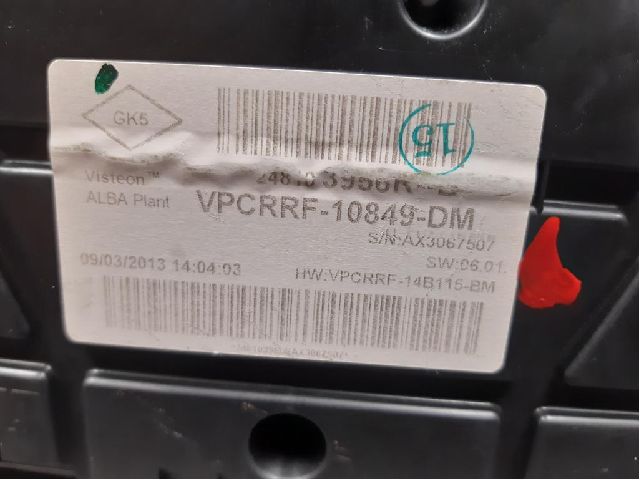 GK5
15
Visteon™
ALBA Plant
VPCRRF-10849-DM
S/N:AX3067507
SW:06.01.
09/03/2013 14:04:03
HW:VPCRRF-14B115-BM